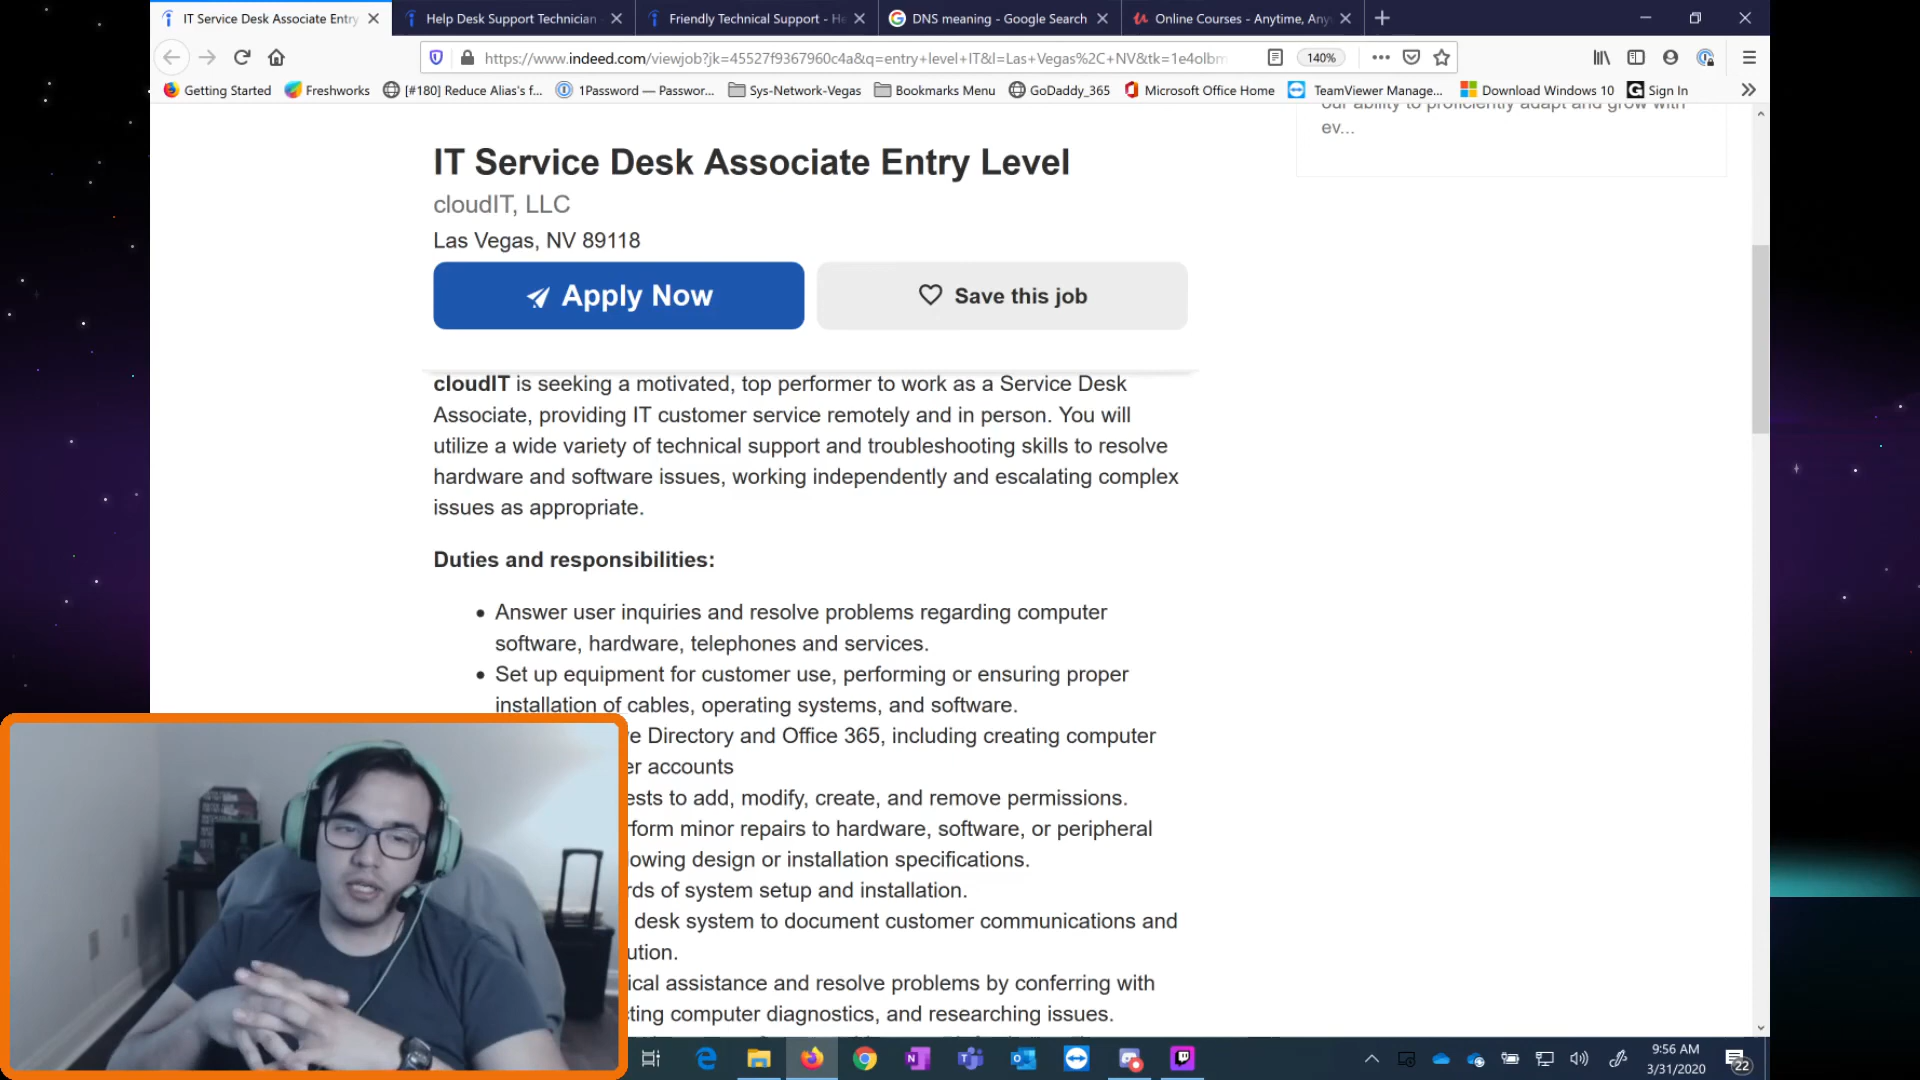 IT Service Desk Associate Entry
Help Desk Support Technician -
Friendly Technical Support - He
DNS meaning - Google Search
Online Courses - Anytime, Any
https://www.indeed.com/viewjob?jk=45527f9367960c4a&q=entry+level+IT&l=Las+Vegas%2C+NV&tk=1e4olbm
140%
Getting Started
Freshworks
[#180] Reduce Alias's f...
1Password — Passwor...
Sys-Network-Vegas
Bookmarks Menu
GoDaddy_365
Microsoft Office Home
TeamViewer Manage...
Download Windows 10
Sign In
our ability to proficiently adapt and grow with
ev...
IT Service Desk Associate Entry Level
cloudIT, LLC
Las Vegas, NV 89118
Apply Now
Save this job
cloudIT is seeking a motivated, top performer to work as a Service Desk
Associate, providing IT customer service remotely and in person. You will
utilize a wide variety of technical support and troubleshooting skills to resolve
hardware and software issues, working independently and escalating complex
issues as appropriate.
Duties and responsibilities:
• Answer user inquiries and resolve problems regarding computer
software, hardware, telephones and services.
• Set up equipment for customer use, performing or ensuring proper
installation of cables, operating systems, and software.
e Directory and Office 365, including creating computer
er accounts
ests to add, modify, create, and remove permissions.
form minor repairs to hardware, software, or peripheral
lowing design or installation specifications.
rds of system setup and installation.
desk system to document customer communications and
ution.
ical assistance and resolve problems by conferring with
ting computer diagnostics, and researching issues.
9:56 AM
3/31/2020
22